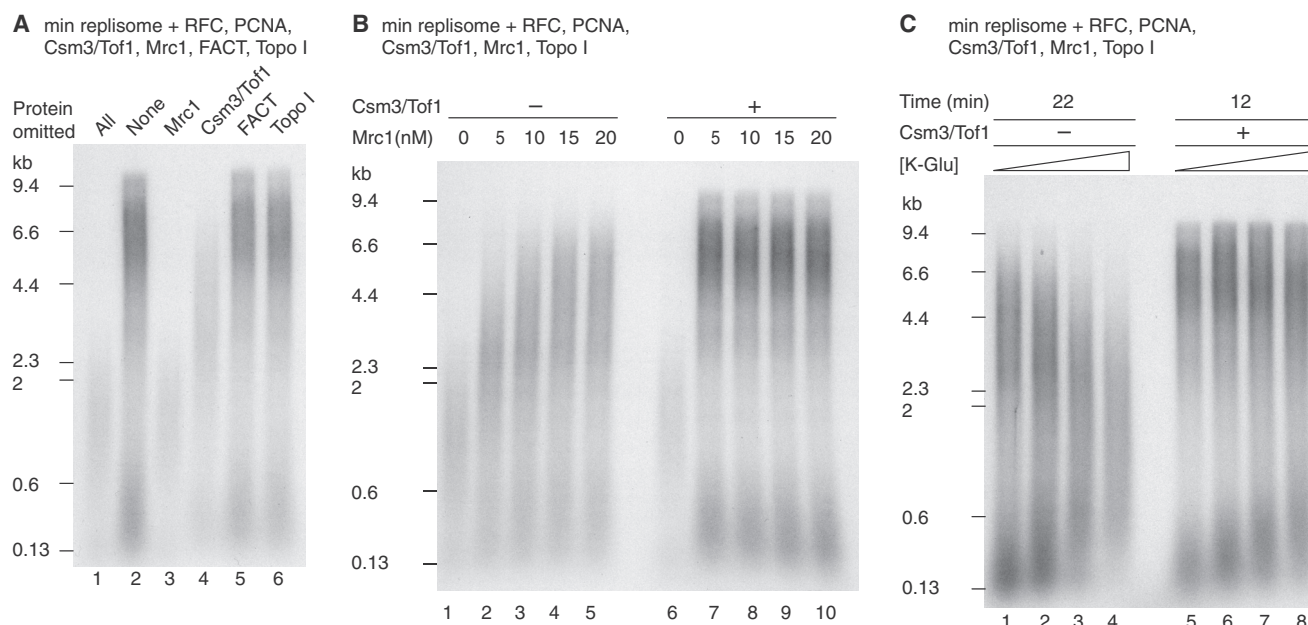 A min replisome + RFC, PCNA,
Csm3/Tof1, Mrc1, FACT, Topo I
Protein
omitted All None Mrc1 Csm3/Tof1 FACT Topo I
kb
9.4
6.6
4.4
2.3
2
0.6
0.13
1 2 3 4 5 6
B min replisome + RFC, PCNA,
Csm3/Tof1, Mrc1, Topo I
Csm3/Tof1 − +
Mrc1(nM) 0 5 10 15 20 0 5 10 15 20
kb
9.4
6.6
4.4
2.3
2
0.6
0.13
1 2 3 4 5 6 7 8 9 10
C min replisome + RFC, PCNA,
Csm3/Tof1, Mrc1, Topo I
Time (min) 22 12
Csm3/Tof1 − +
[K-Glu]
kb
9.4
6.6
4.4
2.3
2
0.6
0.13
1 2 3 4 5 6 7 8